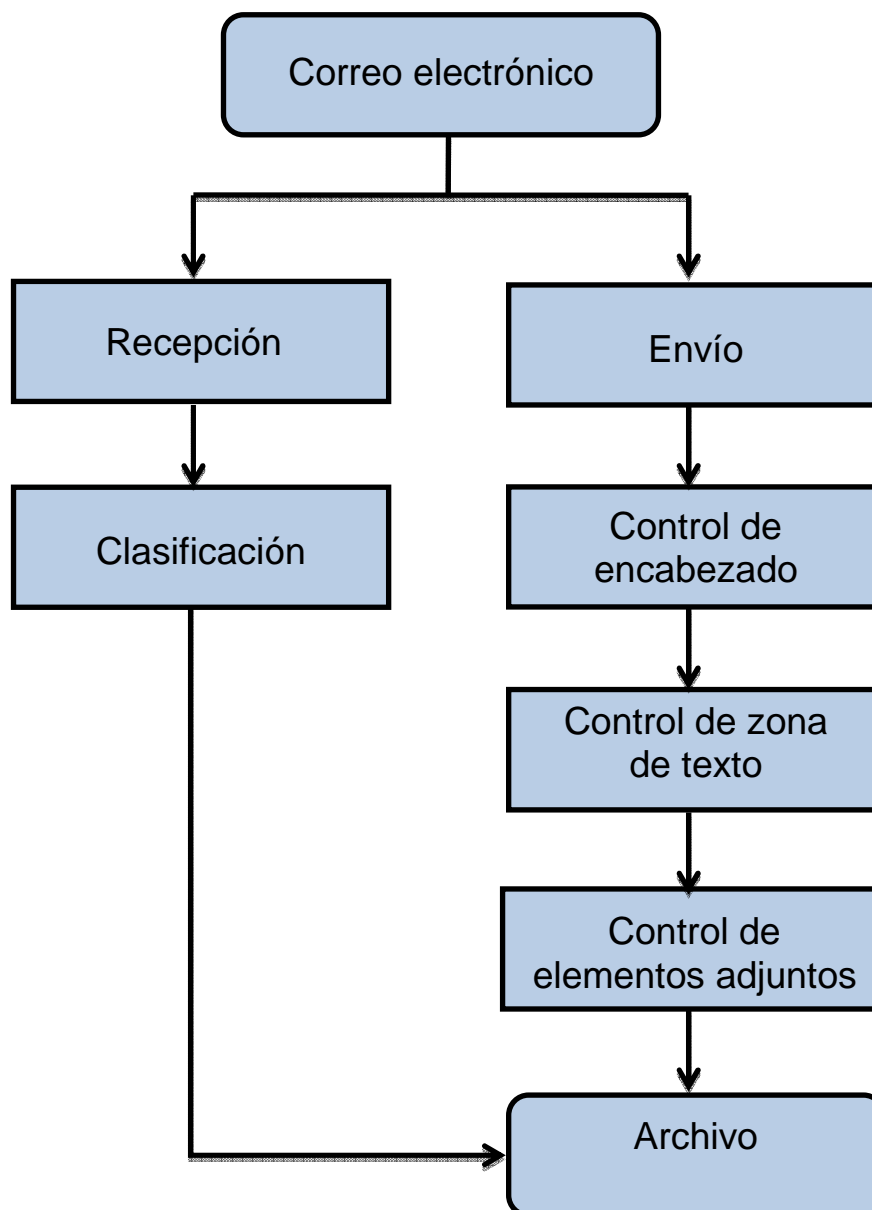 Correo electrónico
Recepción
Envío
Clasificación
Control de
encabezado
Control de zona
de texto
Control de
elementos adjuntos
Archivo